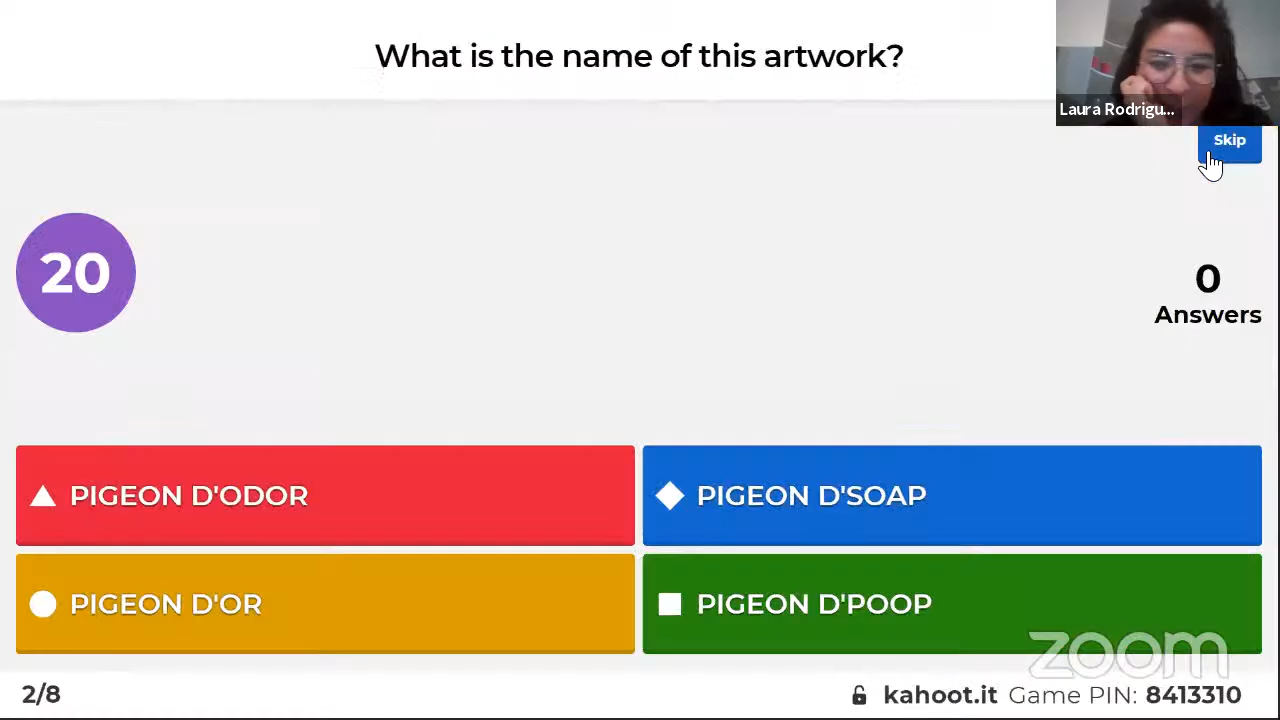 What is the name of this artwork?
Laura Rodrigu...
Skip
20
0
Answers
PIGEON D'ODOR
PIGEON D'SOAP
PIGEON D'OR
PIGEON D'POOP
zoom
2/8
kahoot.it Game PIN: 8413310